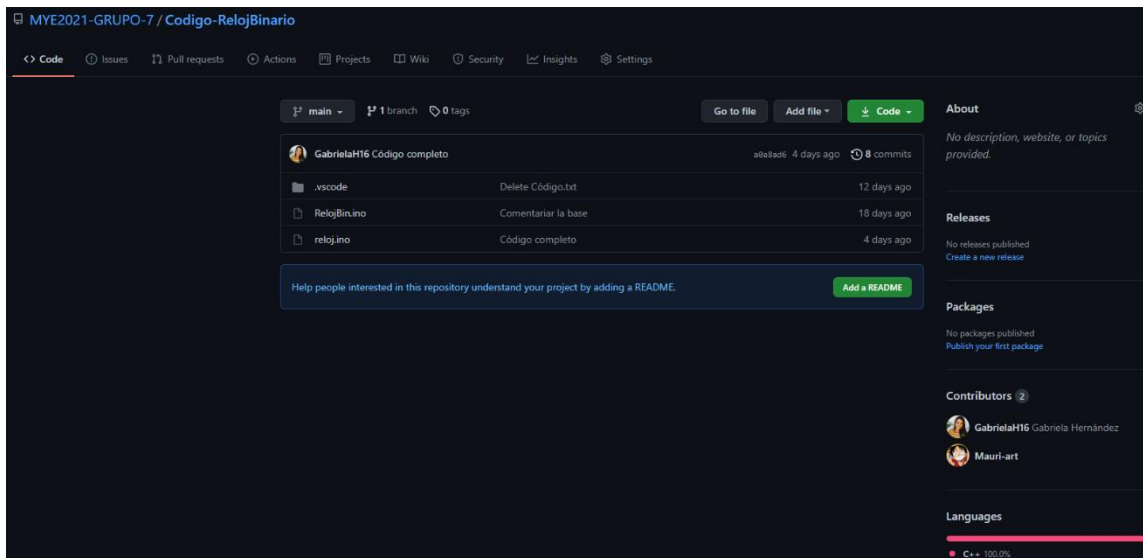 MYE2021-GRUPO-7 / Codigo-RelojBinario
<> Code Issues Pull requests Actions Projects Wiki Security Insights Settings
main 1 branch 0 tags Go to file Add file Code
GabrielaH16 Código completo a0a8ad6 4 days ago 8 commits
.vscode Delete Código.txt 12 days ago
RelojBin.ino Comentariar la base 18 days ago
reloj.ino Código completo 4 days ago
Help people interested in this repository understand your project by adding a README. Add a README
About
No description, website, or topics
provided.
Releases
No releases published
Create a new release
Packages
No packages published
Publish your first package
Contributors 2
GabrielaH16 Gabriela Hernández
Mauri-art
Languages
C++ 100.0%